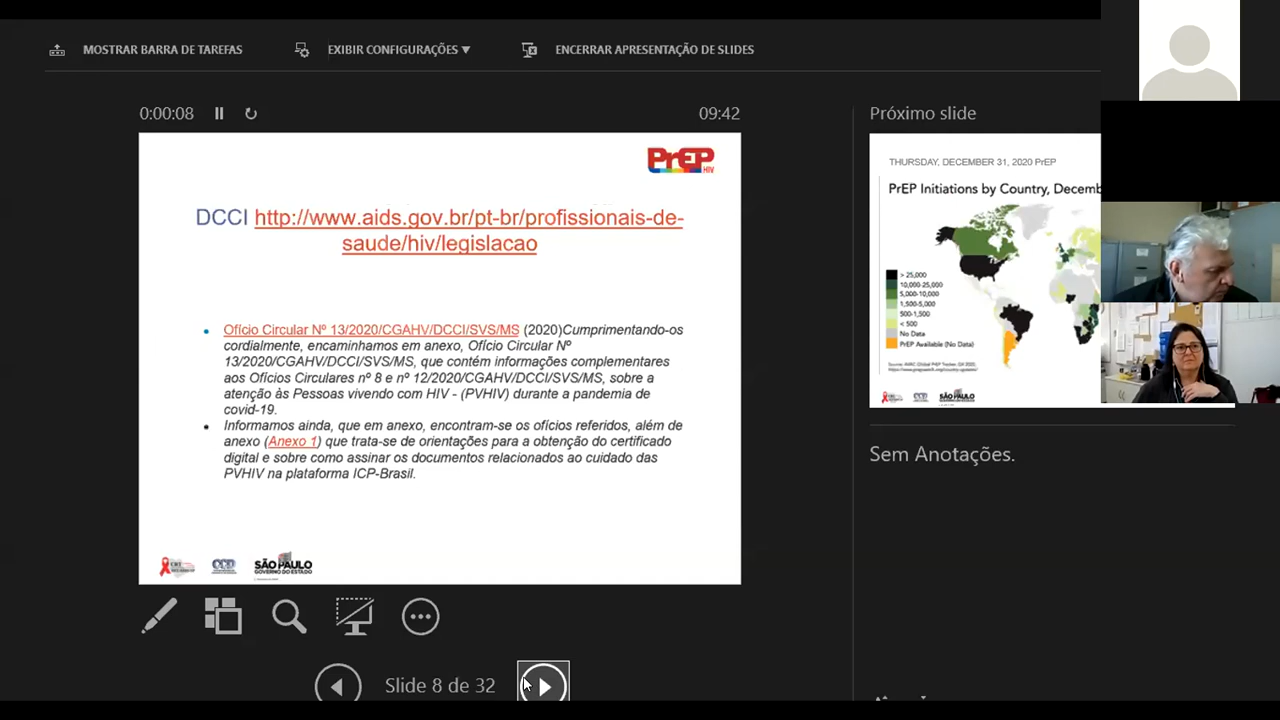 MOSTRAR BARRA DE TAREFAS
EXIBIR CONFIGURAÇÕES ▼
ENCERRAR APRESENTAÇÃO DE SLIDES
0:00:08
09:42
PrEP
HIV
DCCI http://www.aids.gov.br/pt-br/profissionais-de-
saude/hiv/legislacao
• Ofício Circular Nº 13/2020/CGAHV/DCCI/SVS/MS (2020)Cumprimentando-os
cordialmente, encaminhamos em anexo, Ofício Circular Nº
13/2020/CGAHV/DCCI/SVS/MS, que contém informações complementares
aos Ofícios Circulares nº 8 e nº 12/2020/CGAHV/DCCI/SVS/MS, sobre a
atenção às Pessoas vivendo com HIV - (PVHIV) durante a pandemia de
covid-19.
• Informamos ainda, que em anexo, encontram-se os ofícios referidos, além de
anexo (Anexo 1) que trata-se de orientações para a obtenção do certificado
digital e sobre como assinar os documentos relacionados ao cuidado das
PVHIV na plataforma ICP-Brasil.
SÃO PAULO
GOVERNO DO ESTADO
Slide 8 de 32
Próximo slide
THURSDAY, DECEMBER 31, 2020 PrEP
PrEP Initiations by Country, Decemb
> 25,000
10,000-25,000
5,000-10,000
1,500-5,000
500-1,500
< 500
No Data
PrEP Available (No Data)
SÃO PAULO
Sem Anotações.